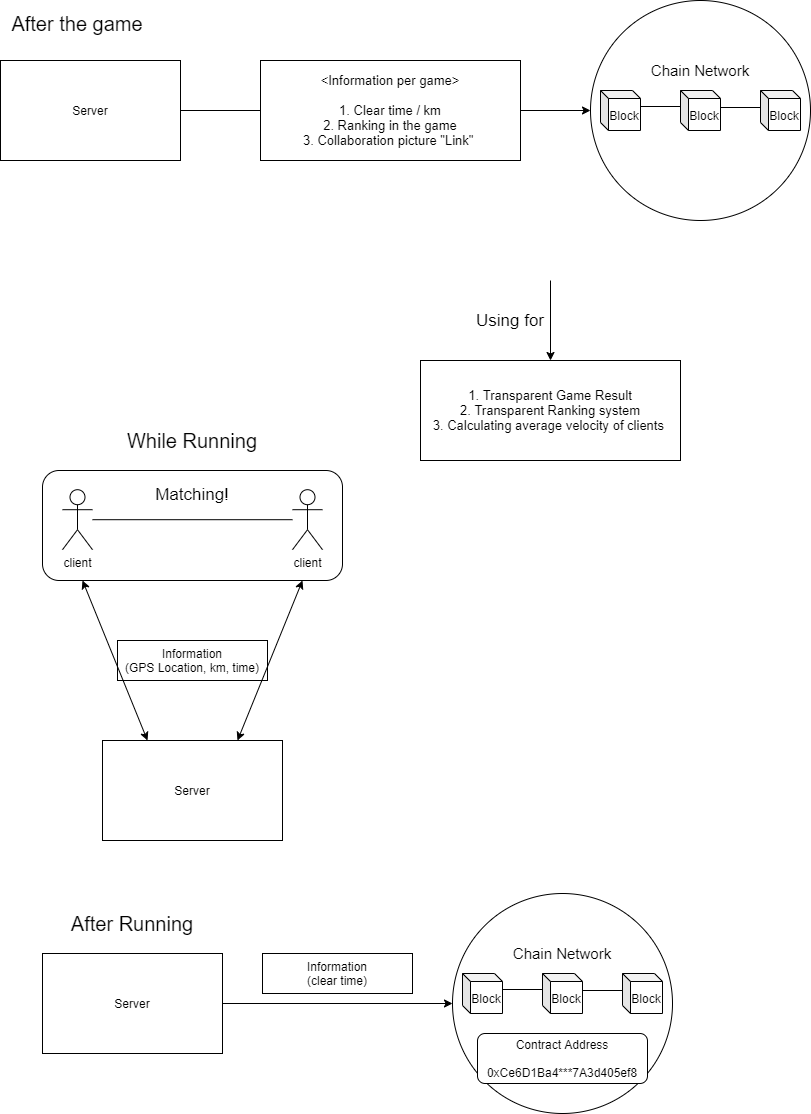 After the game
Server
<Information per game>
1. Clear time / km
2. Ranking in the game
3. Collaboration picture "Link"
Chain Network
Block
Block
Block
Using for
1. Transparent Game Result
2. Transparent Ranking system
3. Calculating average velocity of clients
While Running
Matching!
client
client
Information
(GPS Location, km, time)
Server
After Running
Server
Information
(clear time)
Chain Network
Block
Block
Block
Contract Address
0xCe6D1Ba4***7A3d405ef8